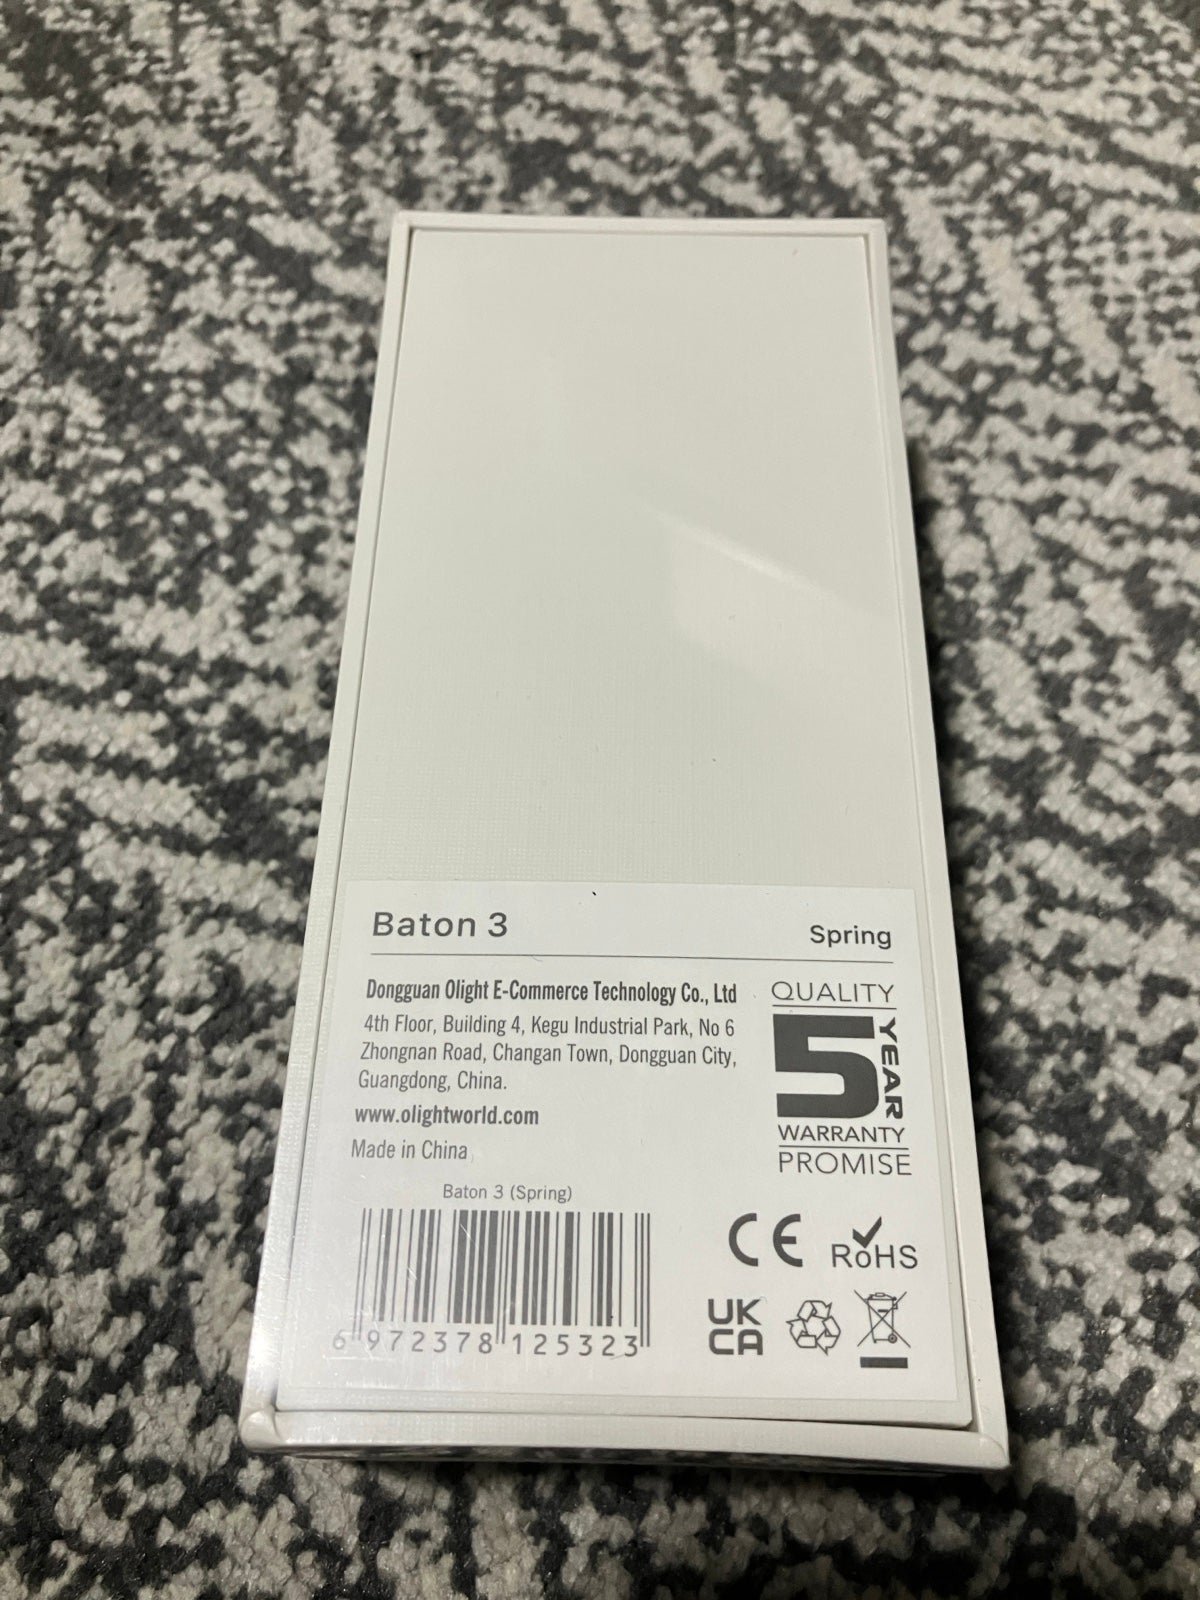 Baton 3
Spring
Dongguan Olight E-Commerce Technology Co., Ltd
4th Floor, Building 4, Kegu Industrial Park, No 6
Zhongnan Road, Changan Town, Dongguan City,
Guangdong, China.
www.olightworld.com
Made in China
QUALITY
5 YEAR
WARRANTY
PROMISE
Baton 3 (Spring)
6 972378 125323
CE
RoHS
UK
CA